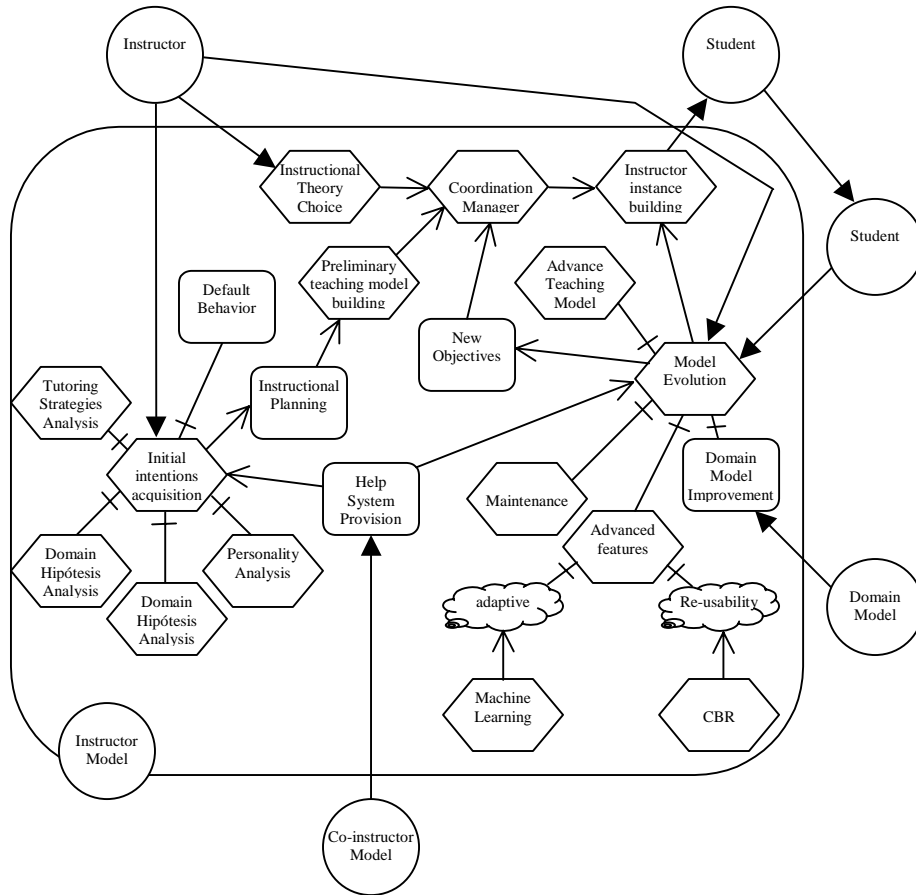 Instructor
Student
Instructional
Theory
Choice
Coordination
Manager
Instructor
instance
building
Student
Preliminary
teaching model
building
Advance
Teaching
Model
Default
Behavior
New
Objectives
Model
Evolution
Tutoring
Strategies
Analysis
Instructional
Planning
Initial
intentions
acquisition
Help
System
Provision
Domain
Model
Improvement
Maintenance
Advanced
features
Domain
Hipótesis
Analysis
Personality
Analysis
Domain
Hipótesis
Analysis
adaptive
Re-usability
Domain
Model
Machine
Learning
CBR
Instructor
Model
Co-instructor
Model